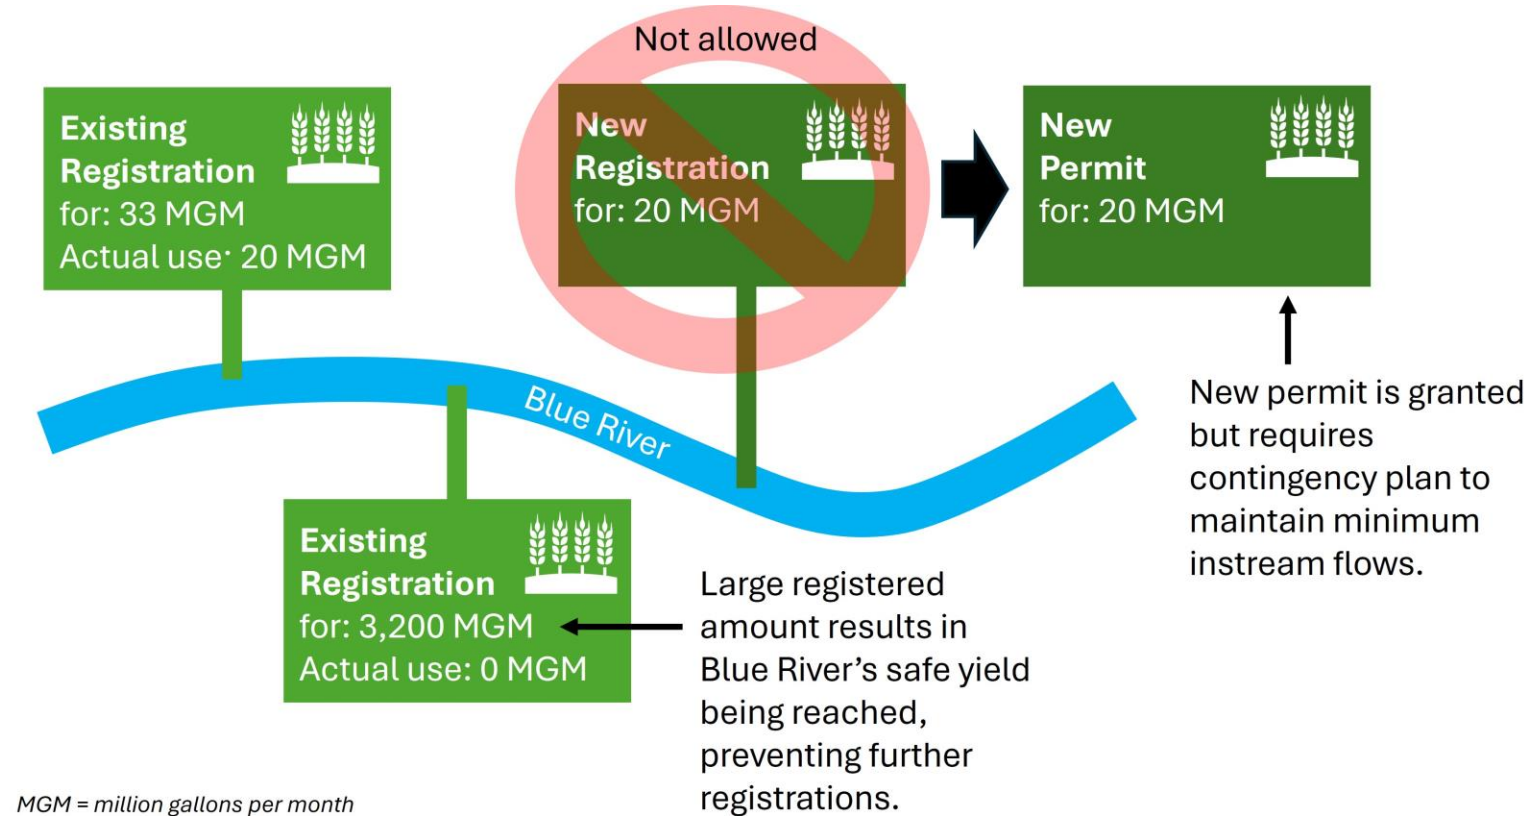 Not allowed
Existing
Registration
for: 33 MGM
Actual use: 20 MGM
New
Registration
for: 20 MGM
New
Permit
for: 20 MGM
Blue River
New permit is granted
but requires
contingency plan to
maintain minimum
instream flows.
Existing
Registration
for: 3,200 MGM
Actual use: 0 MGM
Large registered
amount results in
Blue River’s safe yield
being reached,
preventing further
registrations.
MGM = million gallons per month